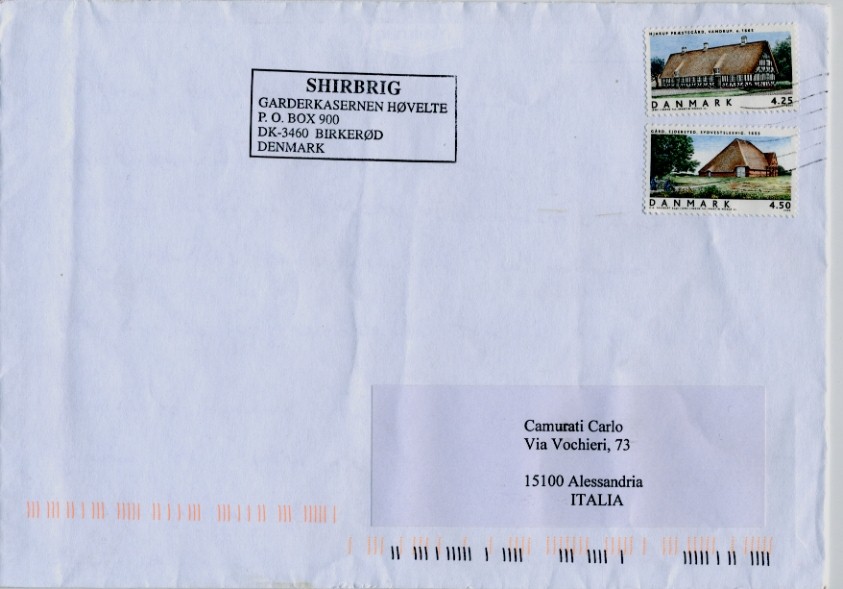 SHIRBRIG
GARDERKASERNEN HØVELTE
P. O. BOX 900
DK-3460 BIRKERØD
DENMARK
DANMARK 4.25
DANMARK 4.50
Camurati Carlo
Via Vochieri, 73
15100 Alessandria
ITALIA